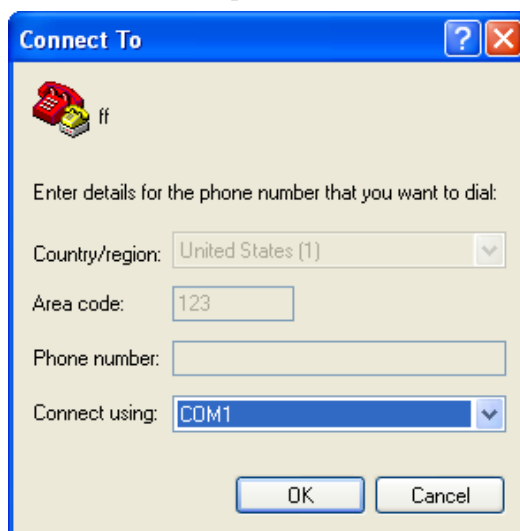 Connect To
ff
Enter details for the phone number that you want to dial:
Country/region: United States (1)
Area code: 123
Phone number:
Connect using: COM1
OK Cancel